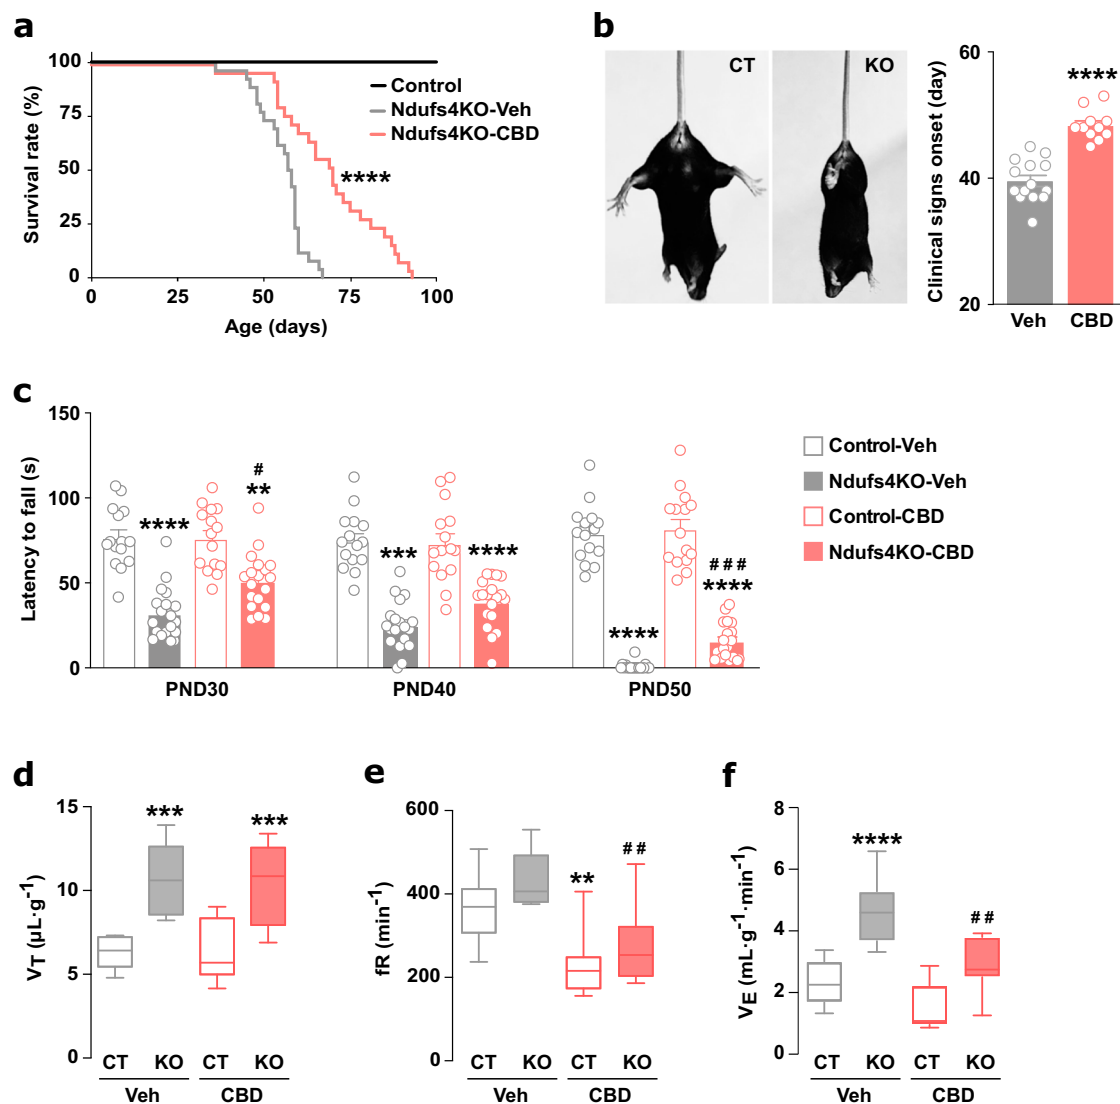 a
Survival rate (%)
100
75
50
25
0
Control
Ndufs4KO-Veh
Ndufs4KO-CBD
****
0 25 50 75 100
Age (days)
b
CT
KO
Clinical signs onset (day)
60
40
20
****
Veh CBD
c
Latency to fall (s)
150
100
50
0
****
#
**
***
****
****
###
****
PND30 PND40 PND50
Control-Veh
Ndufs4KO-Veh
Control-CBD
Ndufs4KO-CBD
d
VT (µL·g⁻¹)
15
10
5
0
***
***
CT KO CT KO
Veh CBD
e
fR (min⁻¹)
600
400
200
0
**
##
CT KO CT KO
Veh CBD
f
VE (mL·g⁻¹·min⁻¹)
8
6
4
2
0
****
##
CT KO CT KO
Veh CBD